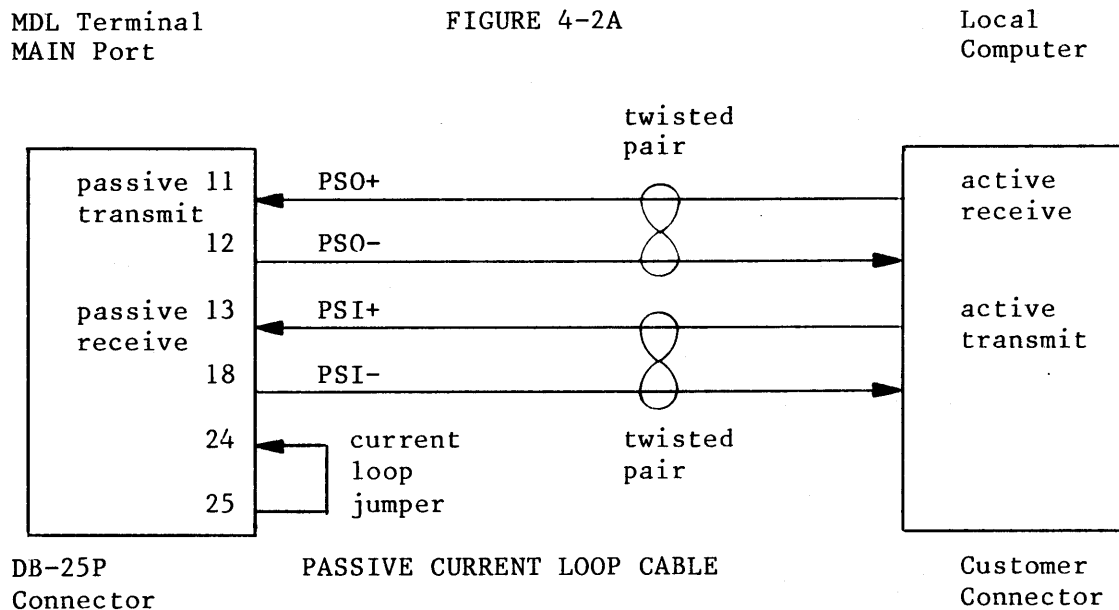 MDL Terminal
MAIN Port
FIGURE 4-2A
Local
Computer
twisted
pair
passive 11
transmit
PSO+
active
receive
12
PSO-
passive 13
receive
PSI+
active
transmit
18
PSI-
24
25
current
loop
jumper
twisted
pair
DB-25P
Connector
PASSIVE CURRENT LOOP CABLE
Customer
Connector